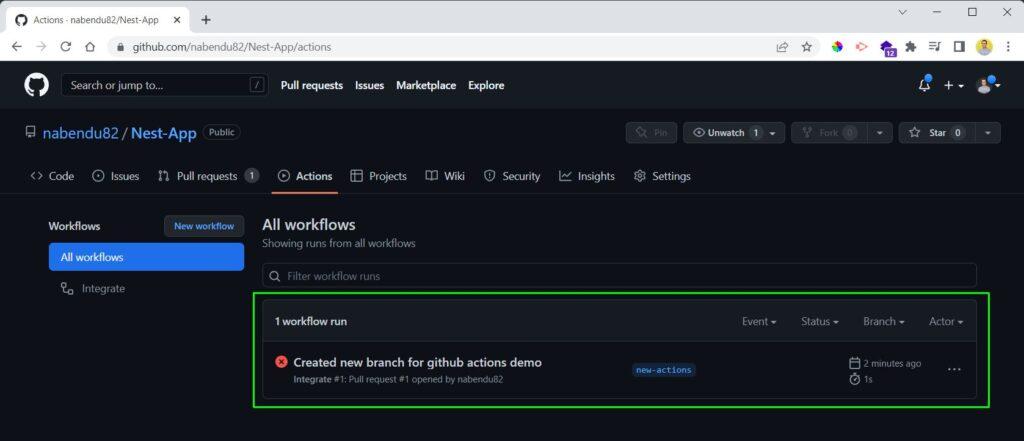 Actions · nabendu82/Nest-App
github.com/nabendu82/Nest-App/actions
12
Search or jump to... /
Pull requests Issues Marketplace Explore
nabendu82 / Nest-App Public
Pin Unwatch 1 Fork 0 Star 0
Code Issues Pull requests 1 Actions Projects Wiki Security Insights Settings
Workflows New workflow
All workflows
Integrate
All workflows
Showing runs from all workflows
Filter workflow runs
1 workflow run Event Status Branch Actor
Created new branch for github actions demo
Integrate #1: Pull request #1 opened by nabendu82
new-actions
2 minutes ago
1s